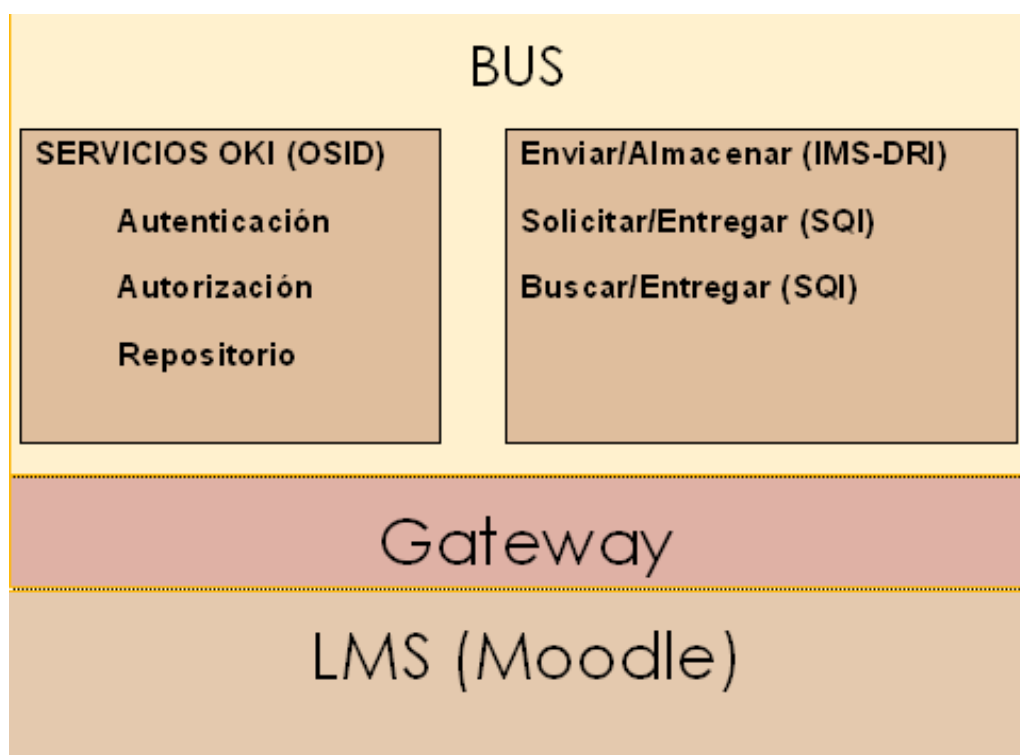 BUS
SERVICIOS OKI (OSID)
Autenticación
Autorización
Repositorio
Enviar/Almacenar (IMS-DRI)
Solicitar/Entregar (SQI)
Buscar/Entregar (SQI)
Gateway
LMS (Moodle)